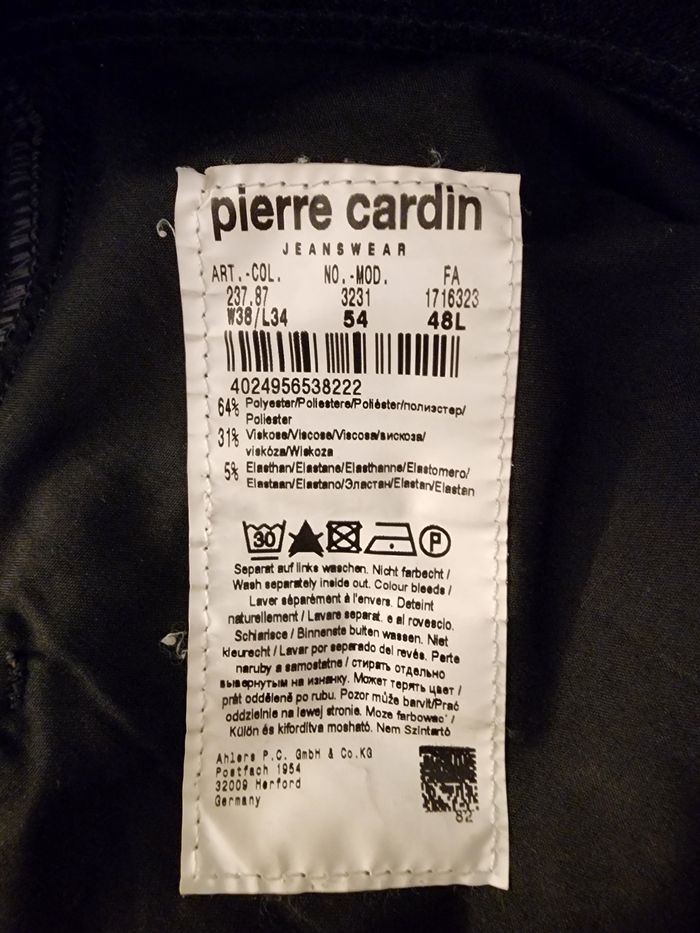 pierre cardin
JEANSWEAR
ART.-COL. NO.-MOD. FA
237.87 3231 1716323
W38/L34 54 48L
4024956538222
64% Polyester/Poliestere/Poliéster/полиэстер/
Poliester
31% Viskose/Viscose/Viscosa/вискоза/
viskóza/Wiskoza
5% Elasthan/Elastane/Elasthanne/Elastomero/
Elastaan/Elastano/Эластан/Elastan/Elastan
30 P
Separat auf links waschen. Nicht farbecht /
Wash separately inside out. Colour bleeds /
Laver séparément à l'envers. Deteint
naturellement / Lavare separat. e al rovescio.
Schiarisce / Binnenste buiten wassen. Niet
kleurecht / Lavar por separado del revés. Perte
naruby a samostatne / стирать отдельно
вывернутым на изнанку. Может терять цвет /
prát odděleně po rubu. Pozor může barvit/Prać
oddzielnie na lewej stronie. Moze farbowac' /
Külön és kifordítva mosható. Nem Szintartó
Ahlers P.C. GmbH & Co.KG
Postfach 1954
32009 Herford
Germany
82